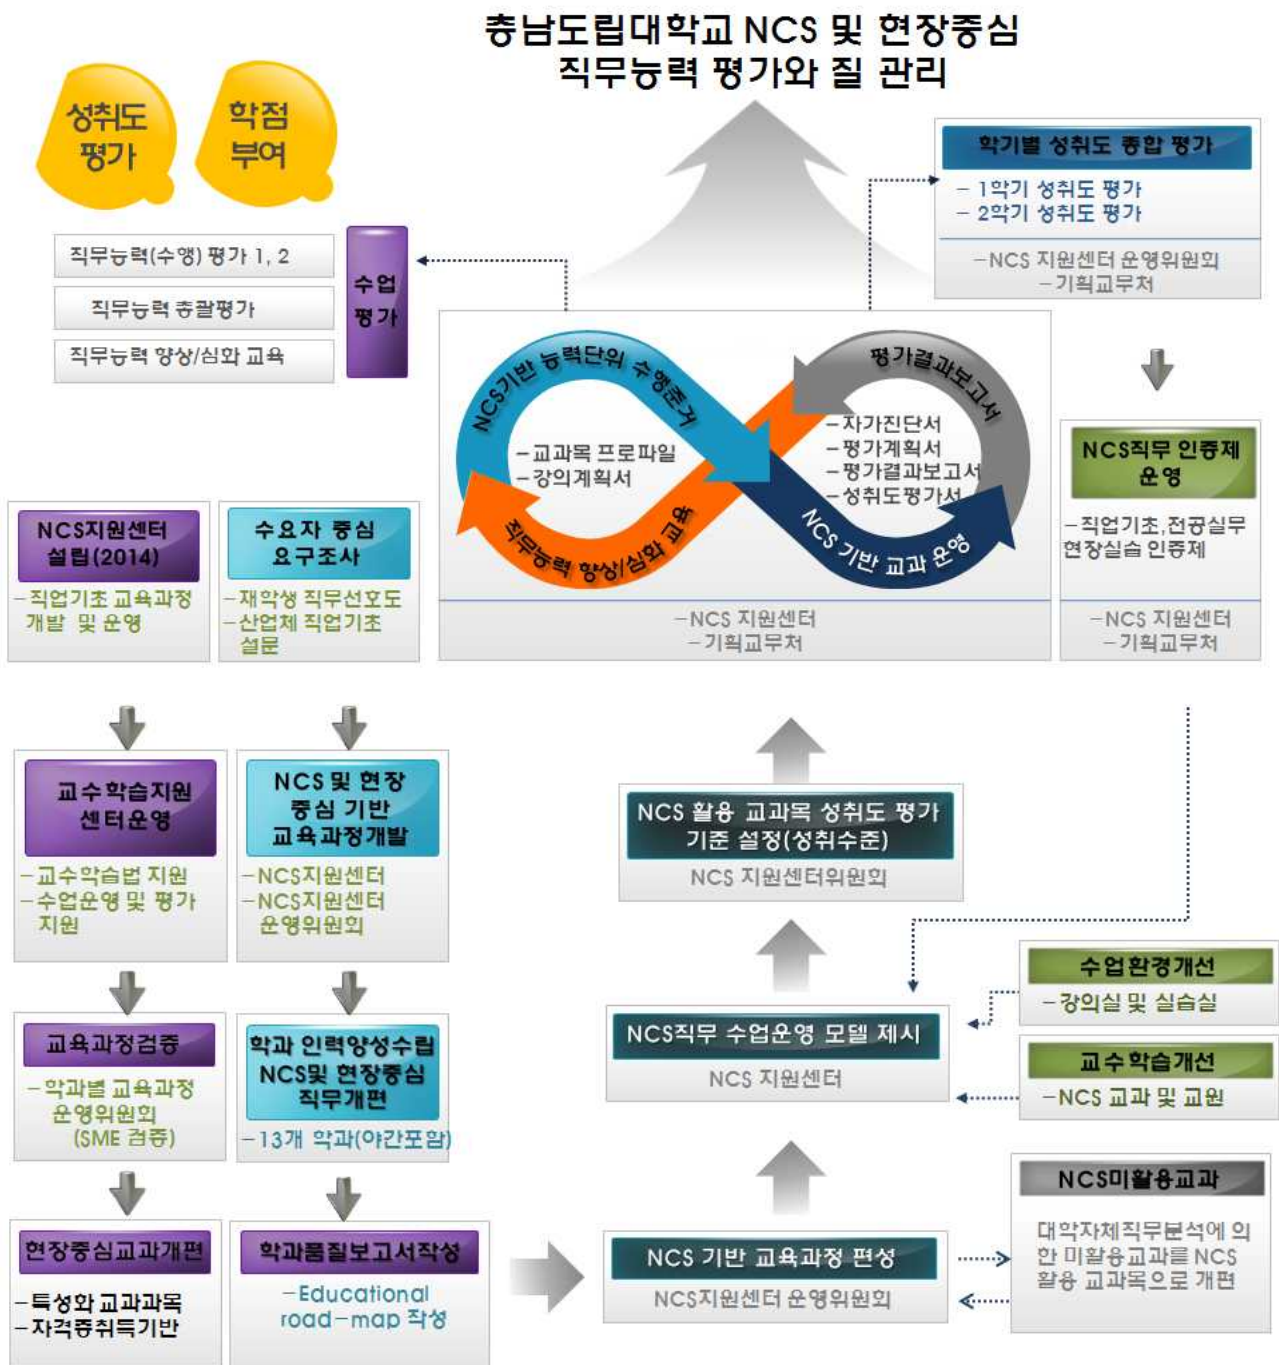 충남도립대학교 NCS 및 현장중심
직무능력 평가와 질 관리
성취도
평가
학점
부여
직무능력(수행) 평가 1, 2
직무능력 총괄평가
직무능력 향상/심화 교육
수업
평가
학기별 성취도 종합 평가
– 1학기 성취도 평가
– 2학기 성취도 평가
–NCS 지원센터 운영위원회
–기획교무처
NCS기반 능력단위 수행준거
–교과목 프로파일
–강의계획서
직무능력 향상/심화 교육
평가결과보고서
–자가진단서
–평가계획서
–평가결과보고서
–성취도평가서
NCS 기반 교과 운영
–NCS 지원센터
–기획교무처
NCS직무 인증제
운영
–직업기초,전공실무
현장실습 인증제
–NCS 지원센터
–기획교무처
NCS지원센터
설립(2014)
–직업기초 교육과정
개발 및 운영
수요자 중심
요구조사
–재학생 직무선호도
–산업체 직업기초
설문
교수학습지원
센터운영
–교수학습법 지원
–수업운영 및 평가
지원
NCS 및 현장
중심 기반
교육과정개발
–NCS지원센터
–NCS지원센터
운영위원회
교육과정검증
–학과별 교육과정
운영위원회
(SME 검증)
학과 인력양성수립
NCS및 현장중심
직무개편
–13개 학과(야간포함)
현장중심교과개편
–특성화 교과과목
–자격증취득기반
학과품질보고서작성
–Educational
road–map 작성
NCS 활용 교과목 성취도 평가
기준 설정(성취수준)
NCS 지원센터위원회
NCS직무 수업운영 모델 제시
NCS 지원센터
수업환경개선
–강의실 및 실습실
교수학습개선
–NCS 교과 및 교원
NCS 기반 교육과정 편성
NCS지원센터 운영위원회
NCS미활용교과
대학자체직무분석에 의
한 미활용교과를 NCS
활용 교과목으로 개편